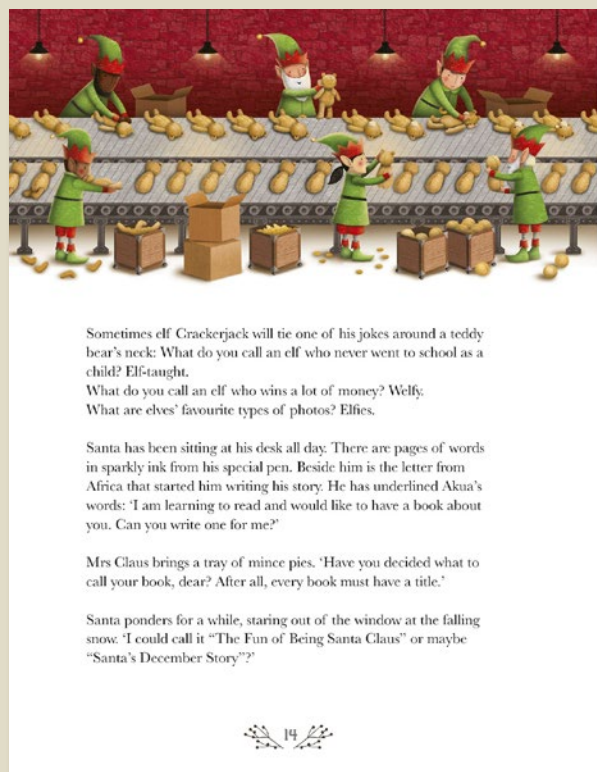 Sometimes elf Crackerjack will tie one of his jokes around a teddy
bear's neck: What do you call an elf who never went to school as a
child? Elf-taught.
What do you call an elf who wins a lot of money? Welfy.
What are elves' favourite types of photos? Elfies.
Santa has been sitting at his desk all day. There are pages of words
in sparkly ink from his special pen. Beside him is the letter from
Africa that started him writing his story. He has underlined Akua's
words: 'I am learning to read and would like to have a book about
you. Can you write one for me?'
Mrs Claus brings a tray of mince pies. 'Have you decided what to
call your book, dear? After all, every book must have a title.'
Santa ponders for a while, staring out of the window at the falling
snow. 'I could call it "The Fun of Being Santa Claus" or maybe
"Santa's December Story"?'
14